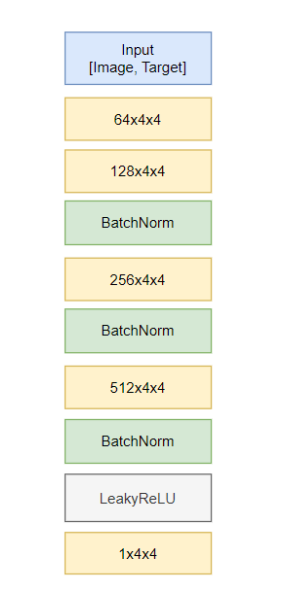 Input
[Image, Target]
64x4x4
128x4x4
BatchNorm
256x4x4
BatchNorm
512x4x4
BatchNorm
LeakyReLU
1x4x4